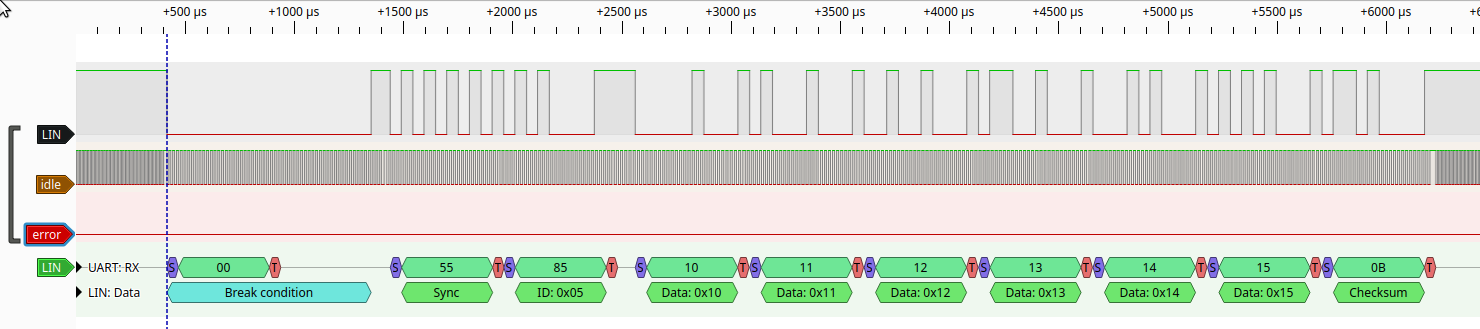 +500 µs +1000 µs +1500 µs +2000 µs +2500 µs +3000 µs +3500 µs +4000 µs +4500 µs +5000 µs +5500 µs +6000 µs +6
LIN
idle
error
LIN UART: RX S 00 T S 55 T S 85 T S 10 T S 11 T S 12 T S 13 T S 14 T S 15 T S 0B T
LIN: Data Break condition Sync ID: 0x05 Data: 0x10 Data: 0x11 Data: 0x12 Data: 0x13 Data: 0x14 Data: 0x15 Checksum